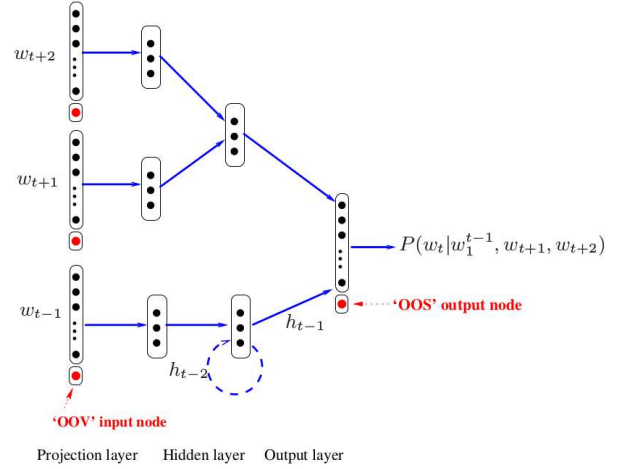 w_{t+2}
w_{t+1}
P(w_t|w_1^{t-1}, w_{t+1}, w_{t+2})
w_{t-1}
'OOS' output node
h_{t-1}
h_{t-2}
'OOV' input node
Projection layer Hidden layer Output layer